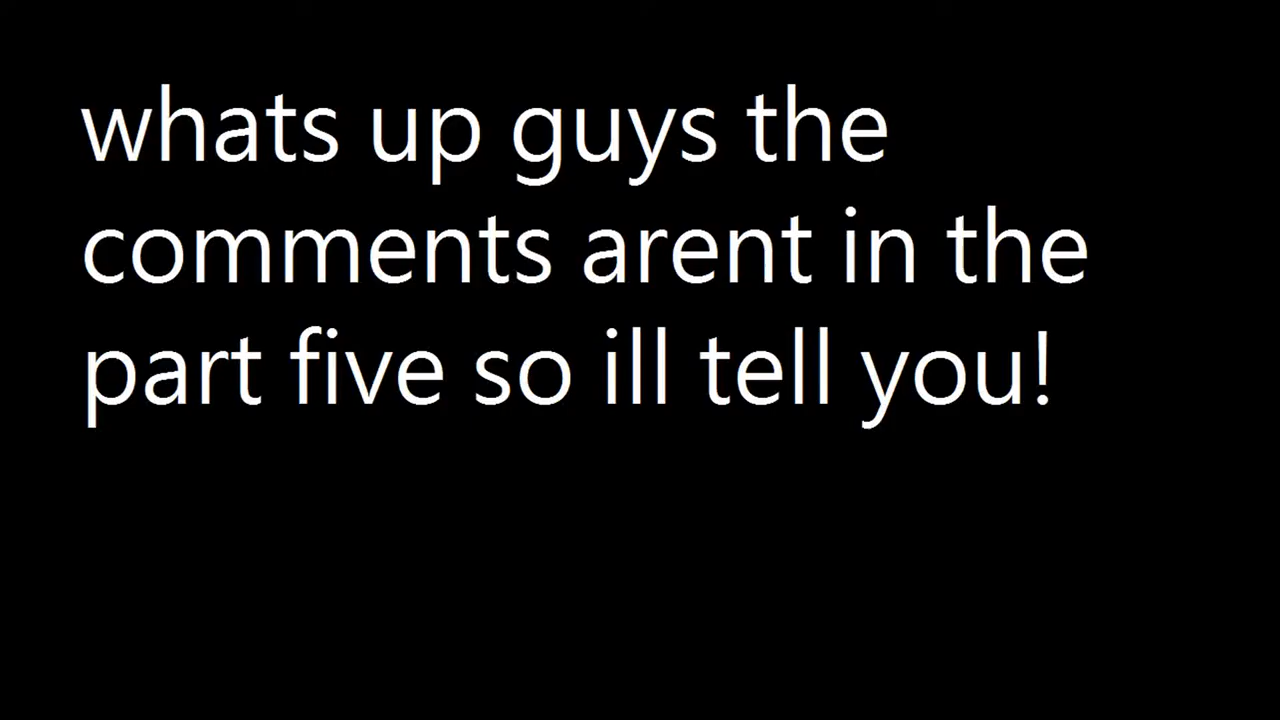 whats up guys the
comments arent in the
part five so ill tell you!